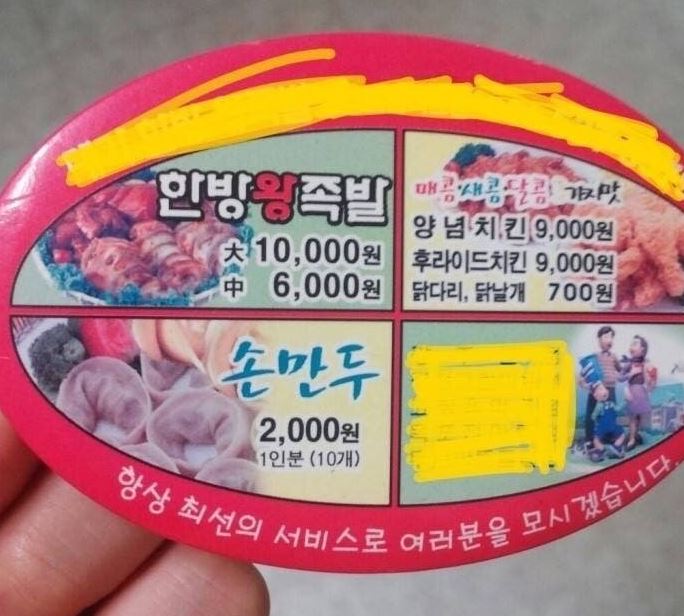 한방왕족발
大 10,000원
中 6,000원
매콤새콤달콤 가지맛
양념치킨 9,000원
후라이드치킨 9,000원
닭다리, 닭날개 700원
손만두
2,000원
1인분 (10개)
항상 최선의 서비스로 여러분을 모시겠습니다.